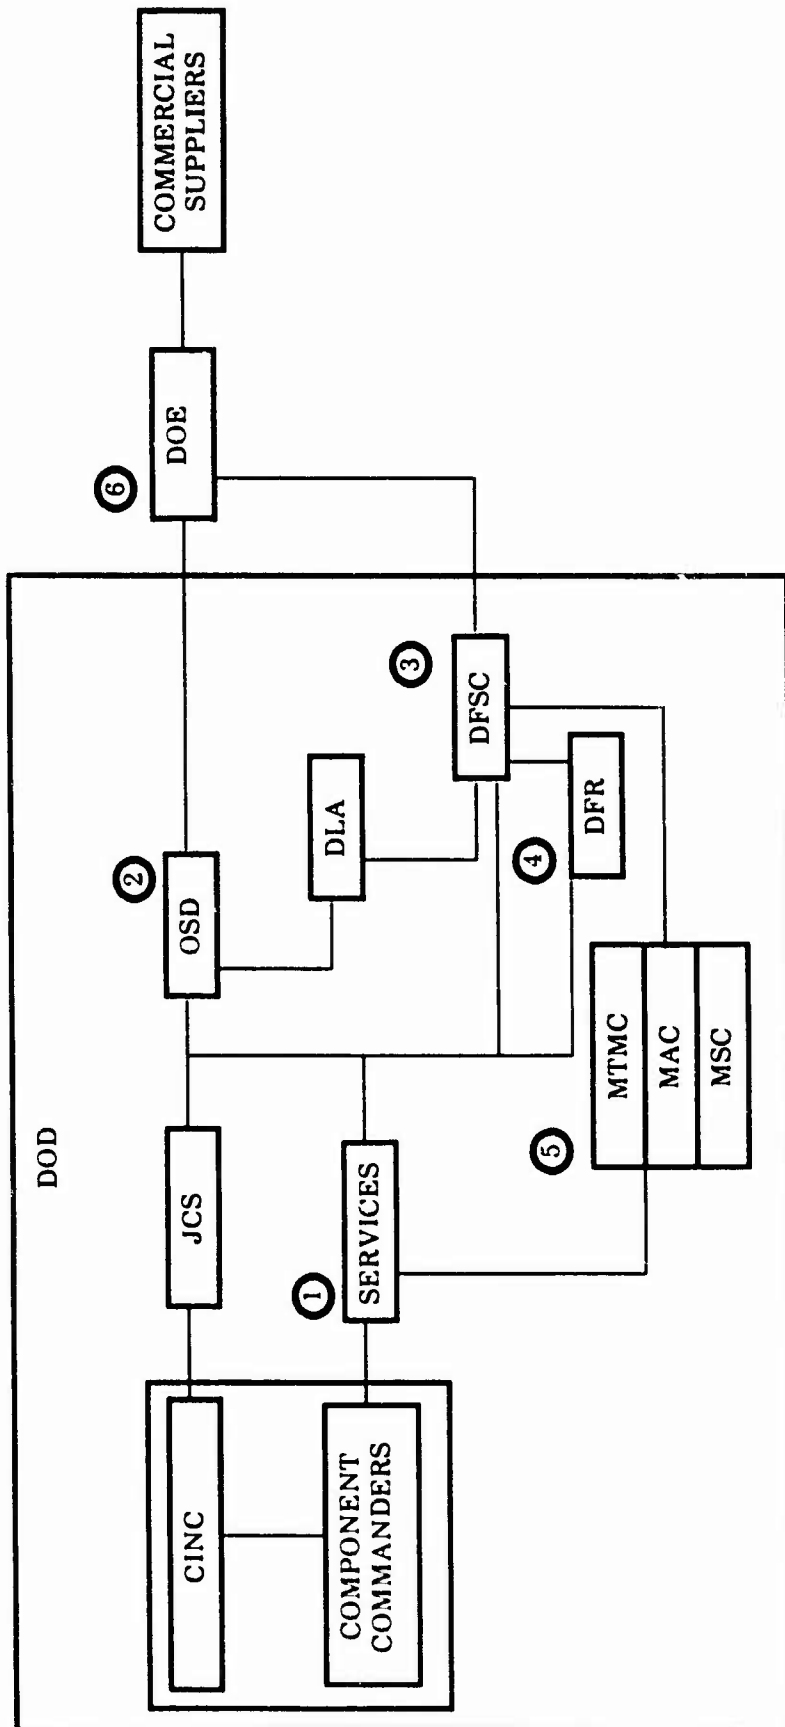 DOD
CINC
JCS
2
OSD
6
DOE
COMMERCIAL
SUPPLIERS
COMPONENT
COMMANDERS
1
SERVICES
DLA
3
DFSC
4
DFR
5
MTMC
MAC
MSC